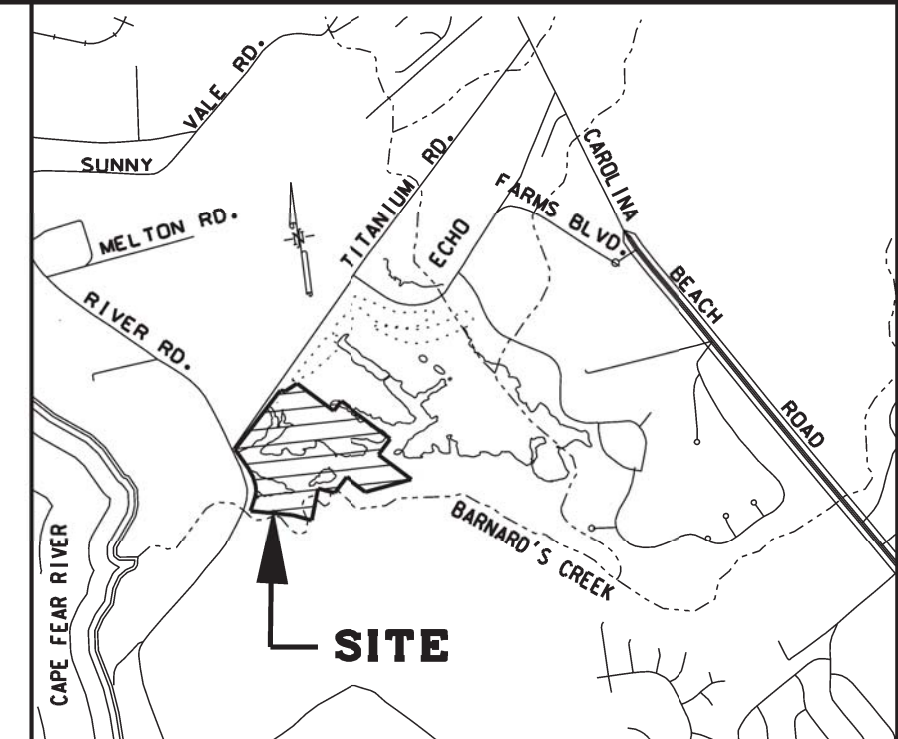 VALE RD.
SUNNY
MELTON RD.
TITANIUM RD.
ECHO
FARMS BLVD.
CAROLINA
BEACH
ROAD
N
RIVER RD.
BARNARD'S CREEK
CAPE FEAR RIVER
SITE